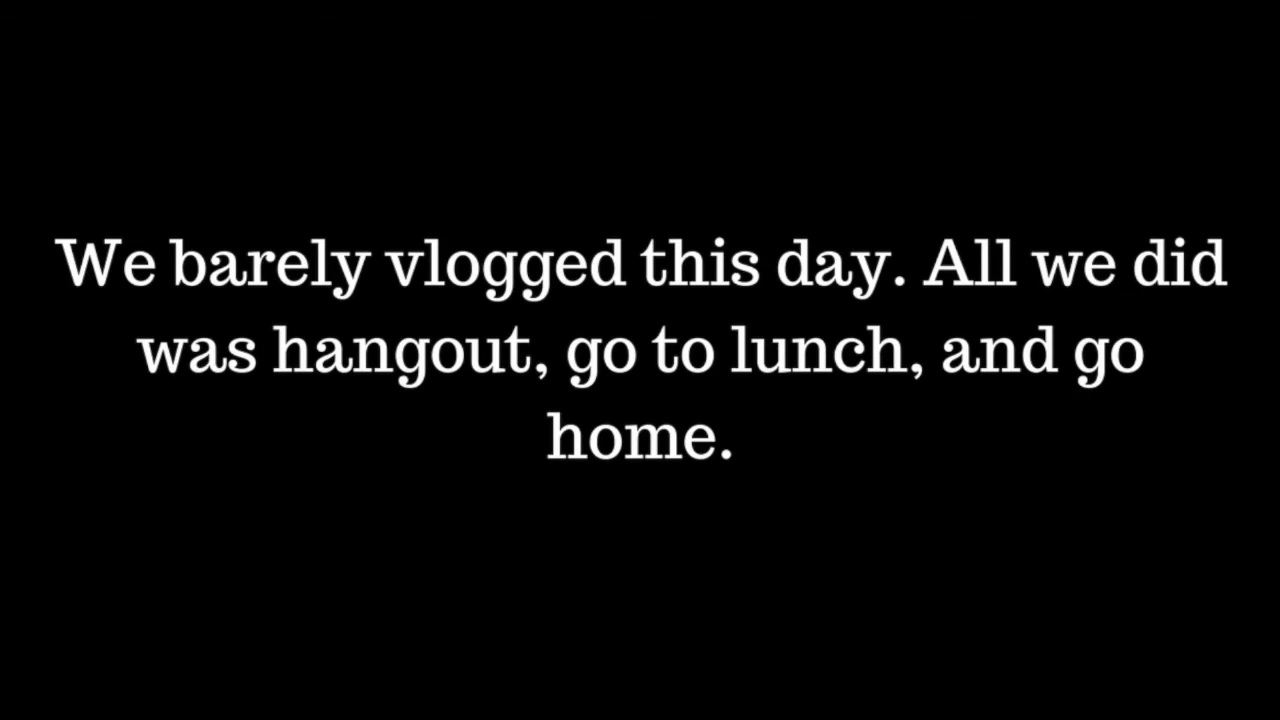 We barely vlogged this day. All we did
was hangout, go to lunch, and go
home.